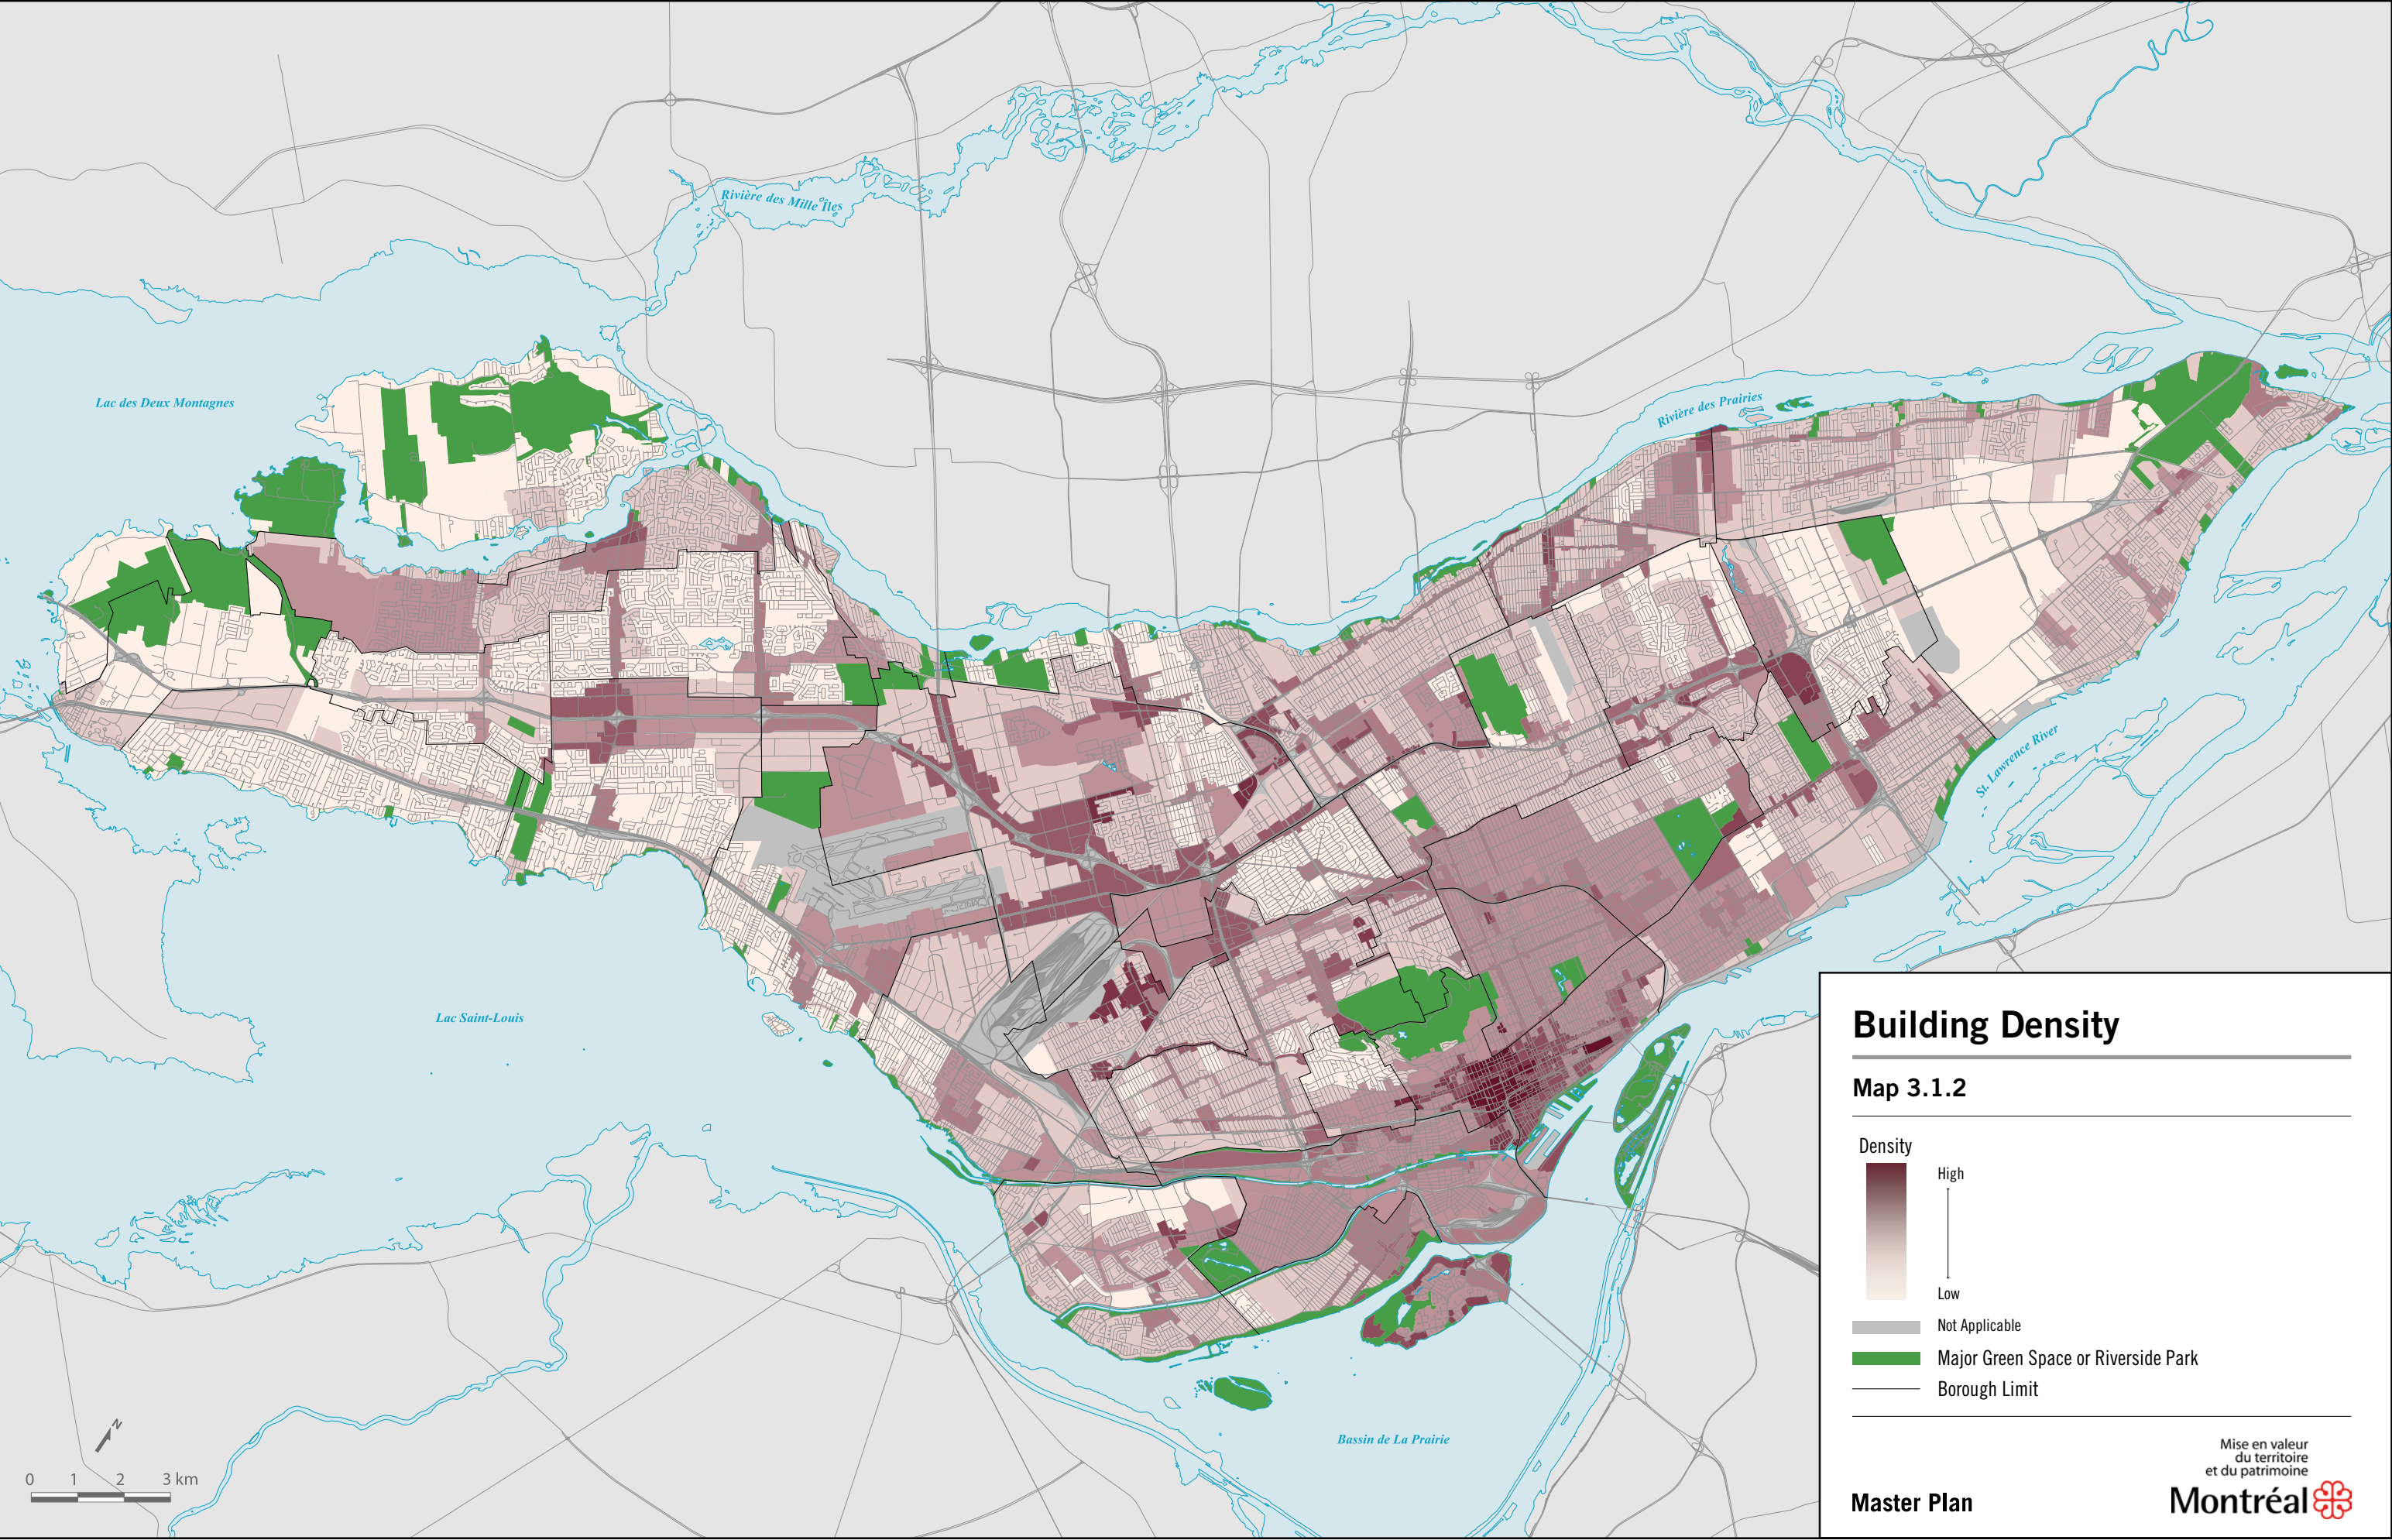 Rivière des Mille Îles
Lac des Deux Montagnes
Rivière des Prairies
St. Lawrence River
Lac Saint-Louis
Bassin de La Prairie
N
0 1 2 3 km
Building Density
Map 3.1.2
Density
High
Low
Not Applicable
Major Green Space or Riverside Park
Borough Limit
Mise en valeur
du territoire
et du patrimoine
Master Plan
Montréal